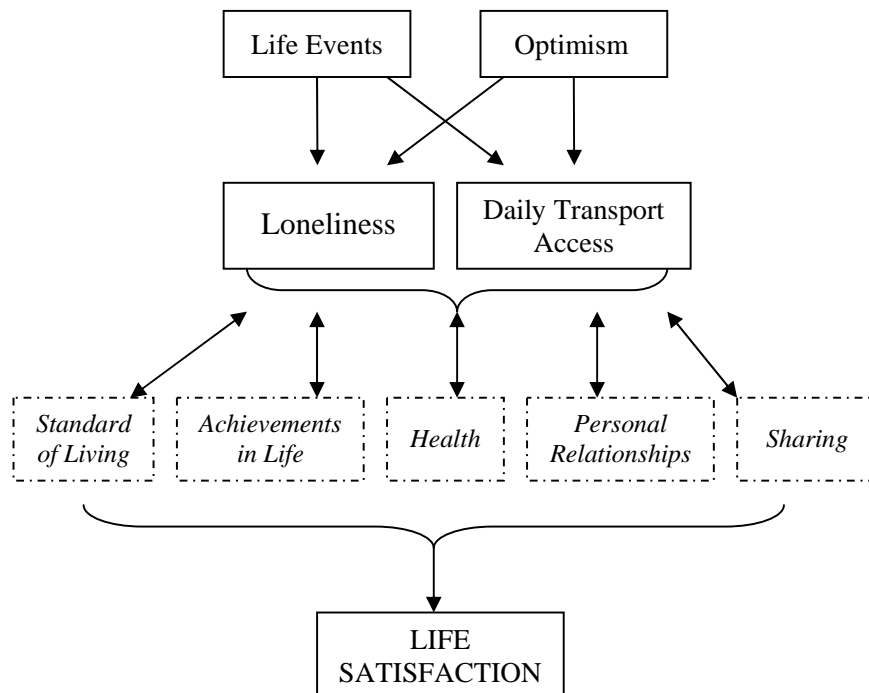 Life Events
Optimism
Loneliness
Daily Transport
Access
Standard
of Living
Achievements
in Life
Health
Personal
Relationships
Sharing
LIFE
SATISFACTION